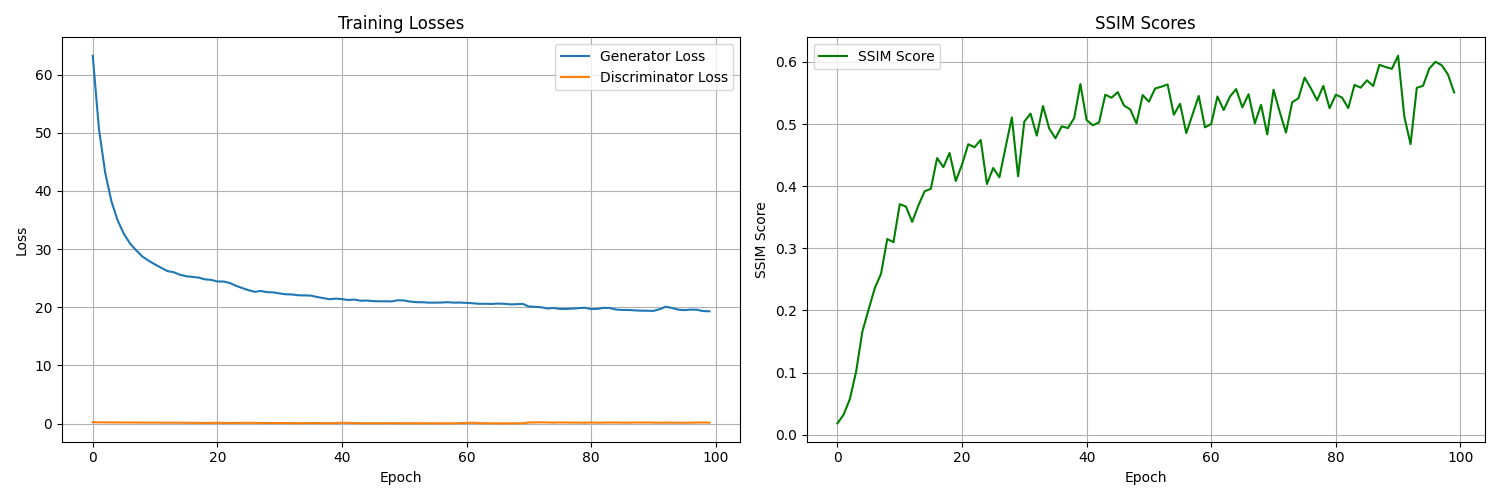 Training Losses
Generator Loss
Discriminator Loss
Loss
60
50
40
30
20
10
0
0 20 40 60 80 100
Epoch
SSIM Scores
SSIM Score
SSIM Score
0.6
0.5
0.4
0.3
0.2
0.1
0.0
0 20 40 60 80 100
Epoch